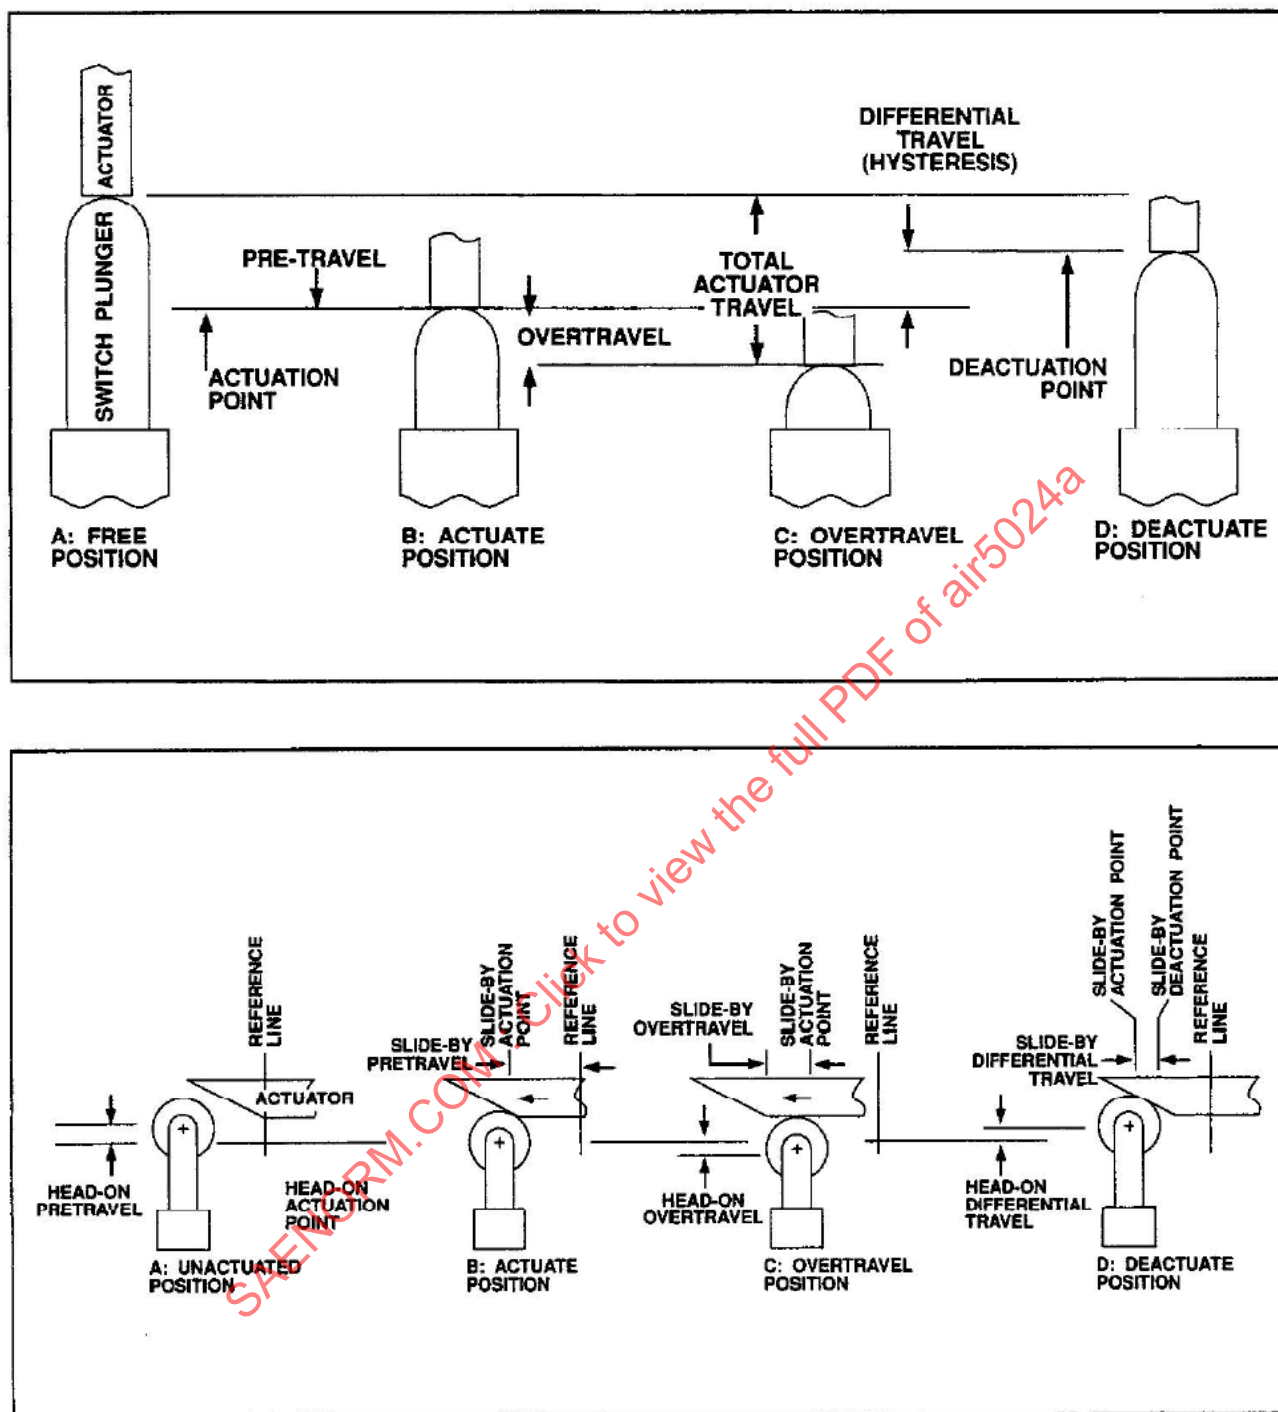 ACTUATOR
SWITCH PLUNGER
PRE-TRAVEL
ACTUATION
POINT
OVERTRAVEL
TOTAL
ACTUATOR
TRAVEL
DIFFERENTIAL
TRAVEL
(HYSTERESIS)
DEACTUATION
POINT
A: FREE
POSITION
B: ACTUATE
POSITION
C: OVERTRAVEL
POSITION
D: DEACTUATE
POSITION
SAENORM.COM : Click to view the full PDF of air5024a
REFERENCE
LINE
ACTUATOR
HEAD-ON
PRETRAVEL
HEAD-ON
ACTUATION
POINT
A: UNACTUATED
POSITION
SLIDE-BY
ACTUATION
POINT
REFERENCE
LINE
SLIDE-BY
PRETRAVEL
B: ACTUATE
POSITION
SLIDE-BY
OVERTRAVEL
SLIDE-BY
ACTUATION
POINT
REFERENCE
LINE
HEAD-ON
OVERTRAVEL
C: OVERTRAVEL
POSITION
SLIDE-BY
ACTUATION POINT
SLIDE-BY
DEACTUATION POINT
REFERENCE
LINE
SLIDE-BY
DIFFERENTIAL
TRAVEL
HEAD-ON
DIFFERENTIAL
TRAVEL
D: DEACTUATE
POSITION